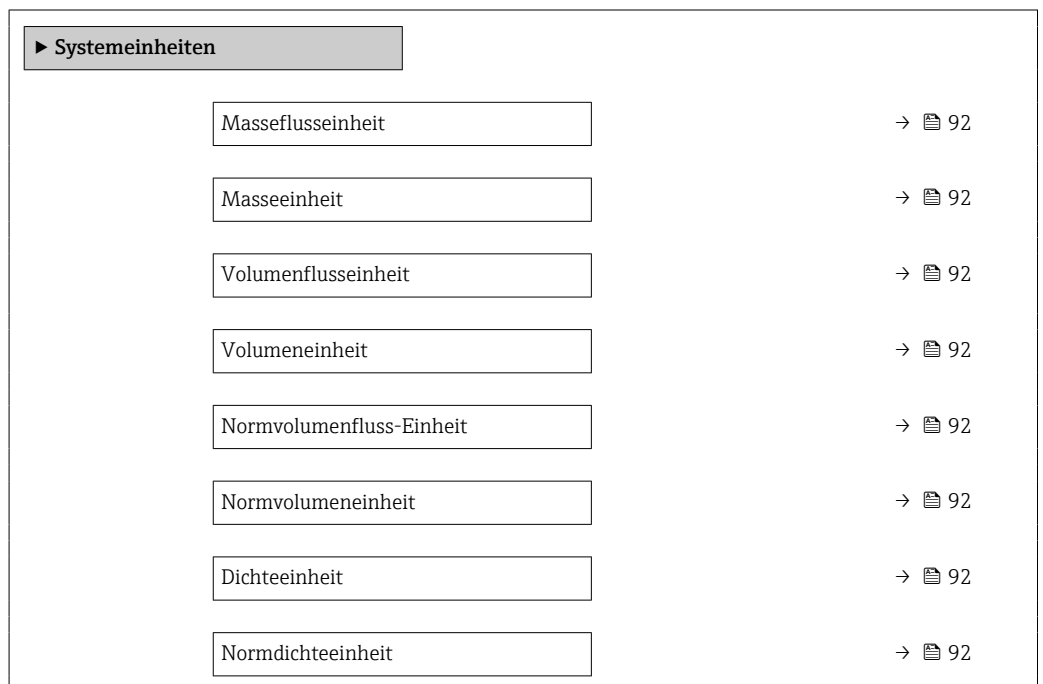 ▶ Systemeinheiten
Masseflusseinheit → 92
Masseeinheit → 92
Volumenflusseinheit → 92
Volumeneinheit → 92
Normvolumenfluss-Einheit → 92
Normvolumeneinheit → 92
Dichteeinheit → 92
Normdichteeinheit → 92